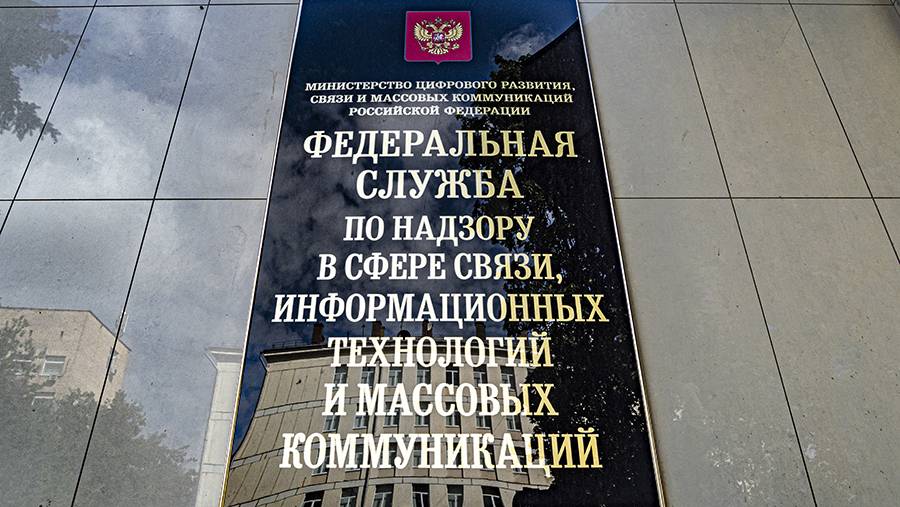 МИНИСТЕРСТВО ЦИФРОВОГО РАЗВИТИЯ,
СВЯЗИ И МАССОВЫХ КОММУНИКАЦИЙ
РОССИЙСКОЙ ФЕДЕРАЦИИ
ФЕДЕРАЛЬНАЯ
СЛУЖБА
ПО НАДЗОРУ
В СФЕРЕ СВЯЗИ,
ИНФОРМАЦИОННЫХ
ТЕХНОЛОГИЙ
И МАССОВЫХ
КОММУНИКАЦИЙ